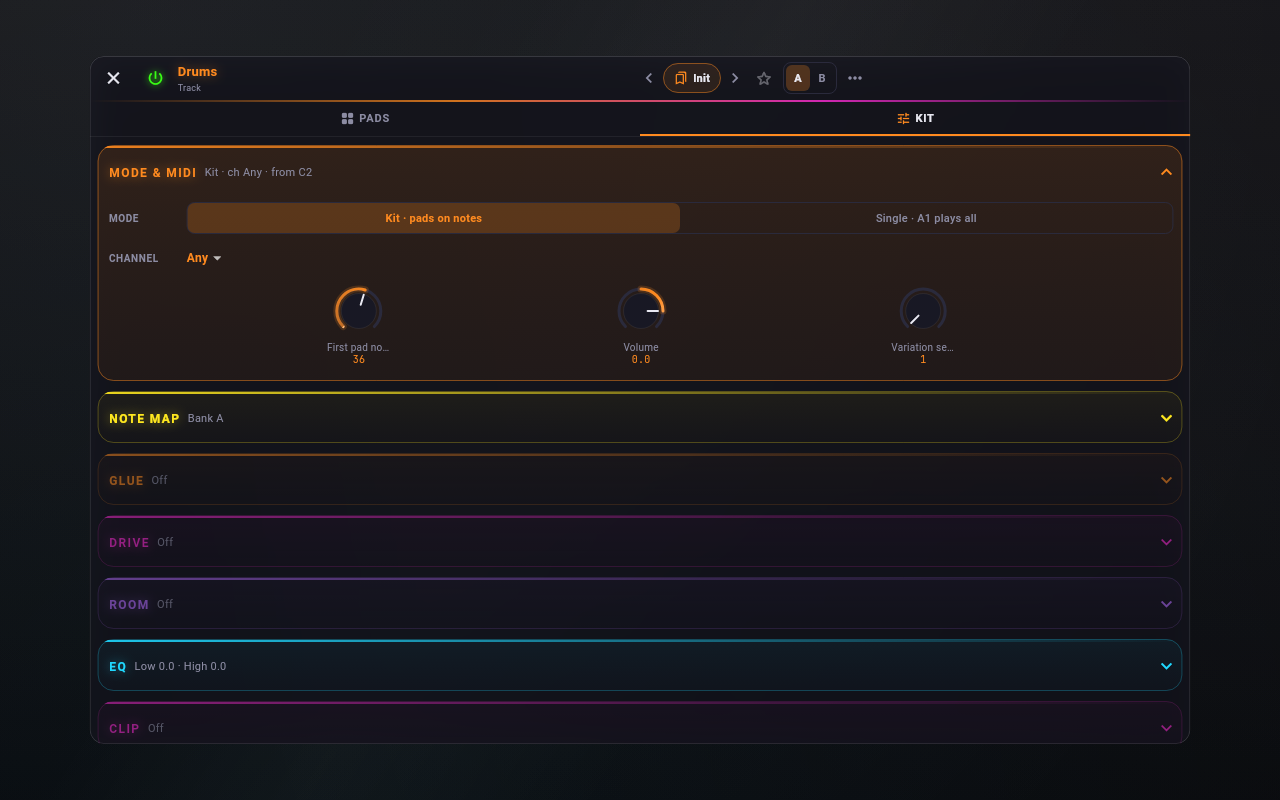 Drums
Track
Init
A B
PADS
KIT
MODE & MIDI Kit · ch Any · from C2
MODE Kit · pads on notes Single · A1 plays all
CHANNEL Any
First pad no… Volume Variation se…
36 0.0 1
NOTE MAP Bank A
GLUE Off
DRIVE Off
ROOM Off
EQ Low 0.0 · High 0.0
CLIP Off